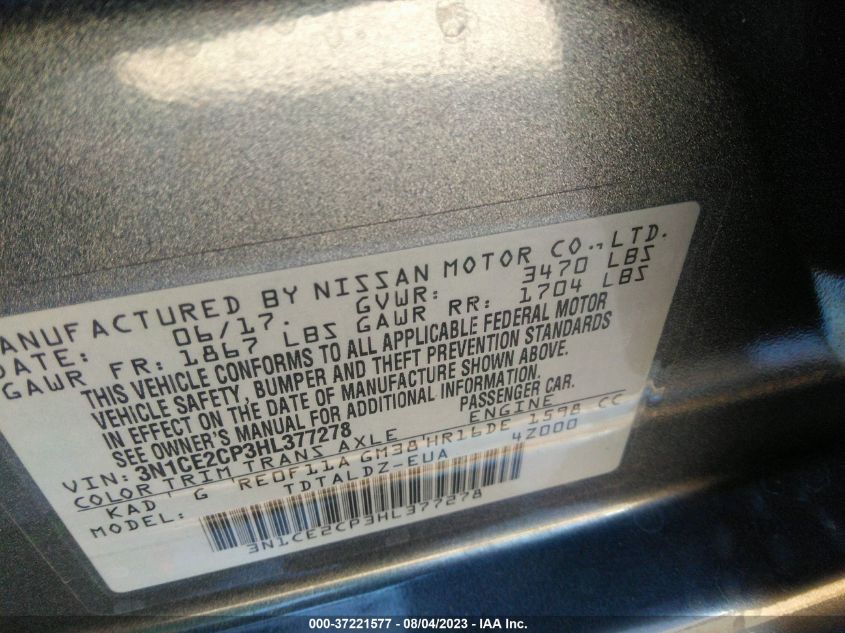 MANUFACTURED BY NISSAN MOTOR CO., LTD.
DATE: 06/17. GVWR: 3470 LBS
GAWR FR: 1867 LBS GAWR RR: 1704 LBS
THIS VEHICLE CONFORMS TO ALL APPLICABLE FEDERAL MOTOR
VEHICLE SAFETY, BUMPER AND THEFT PREVENTION STANDARDS
IN EFFECT ON THE DATE OF MANUFACTURE SHOWN ABOVE.
SEE OWNER'S MANUAL FOR ADDITIONAL INFORMATION.
VIN: 3N1CE2CP3HL377278 PASSENGER CAR.
COLOR TRIM TRANS AXLE ENGINE
KAD G RE0F11A GM38 HR16DE 1598 CC
MODEL: TDTALDZ-EUA 4Z000
3N1CE2CP3HL377278
000-37221577 - 08/04/2023 - IAA Inc.